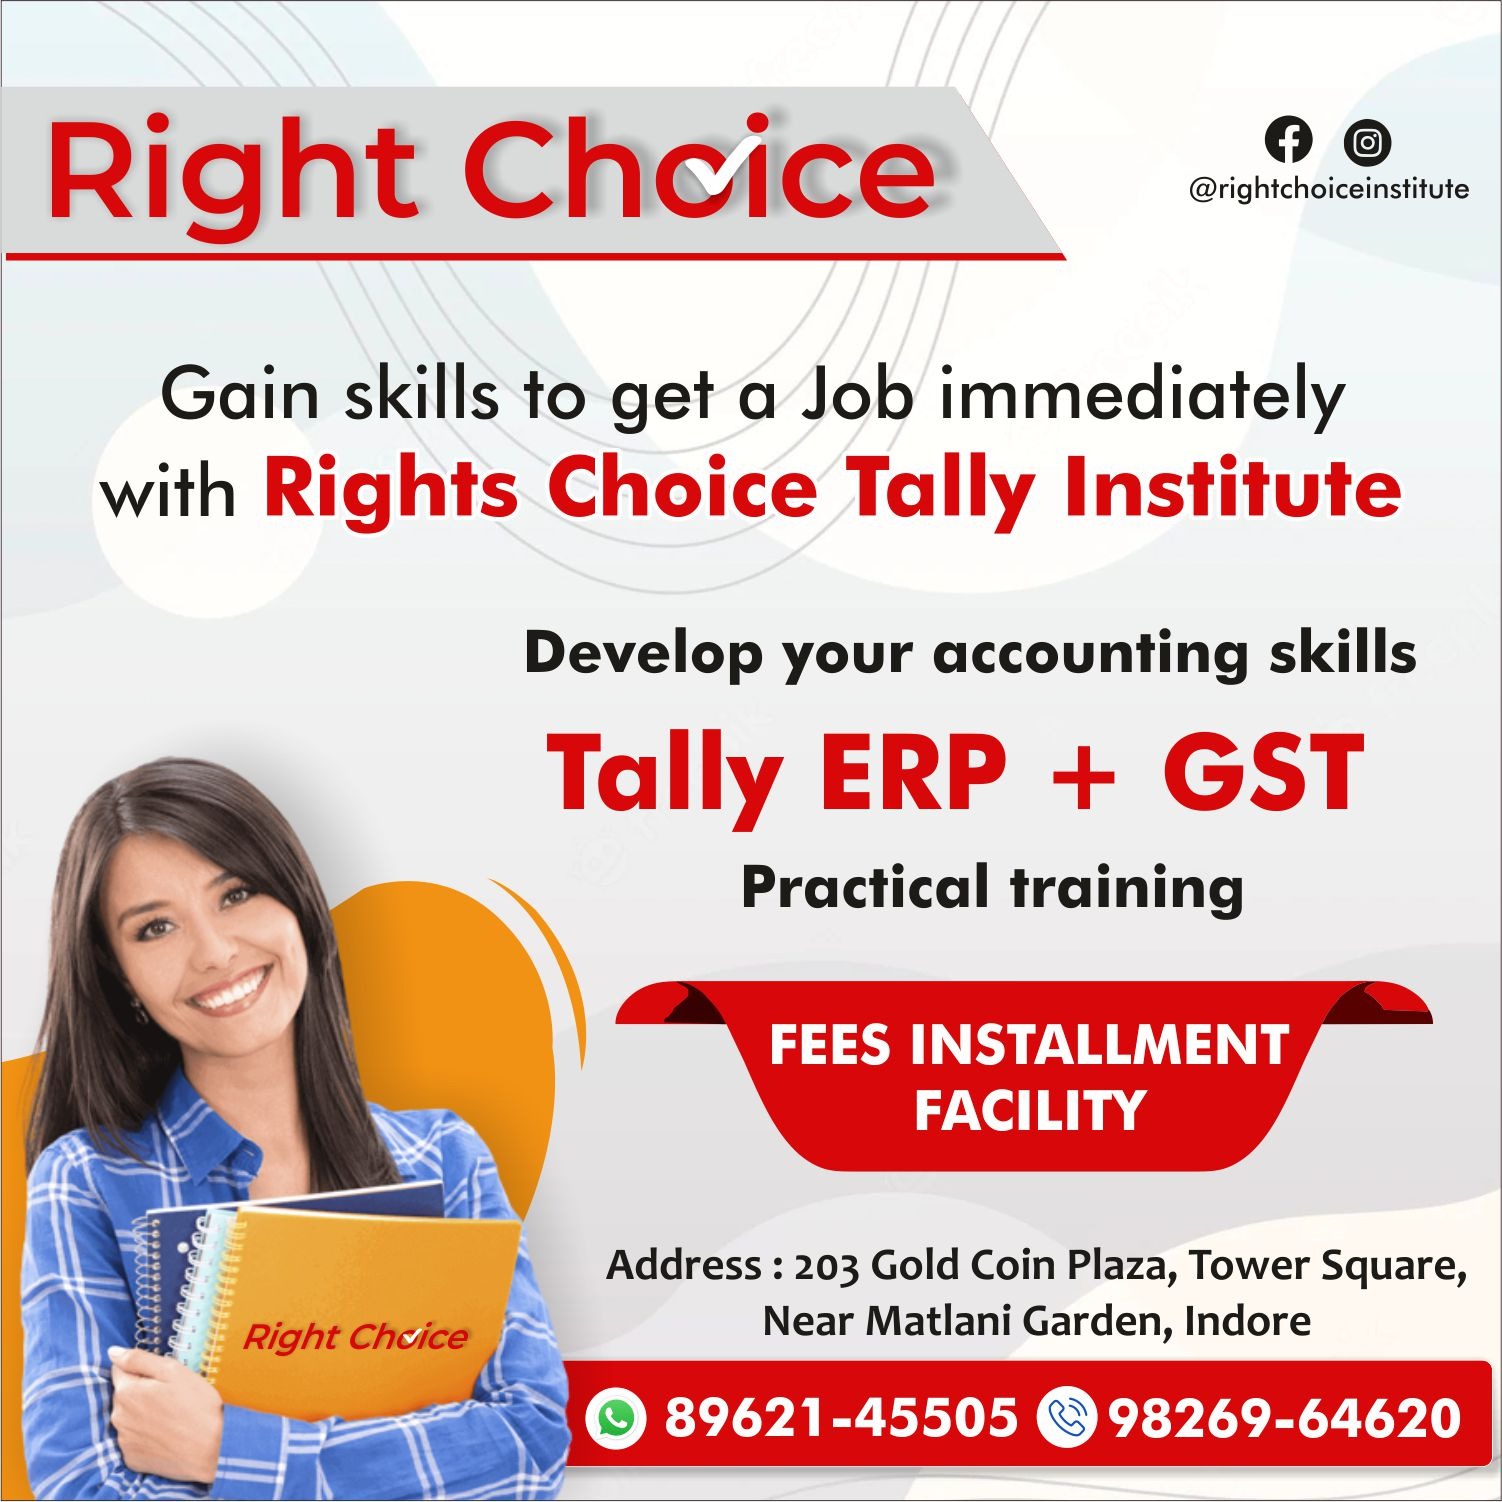 Right Choice
@rightchoiceinstitute
Gain skills to get a Job immediately
with Rights Choice Tally Institute
Develop your accounting skills
Tally ERP + GST
Practical training
FEES INSTALLMENT
FACILITY
Right Choice
Address : 203 Gold Coin Plaza, Tower Square,
Near Matlani Garden, Indore
89621-45505 98269-64620